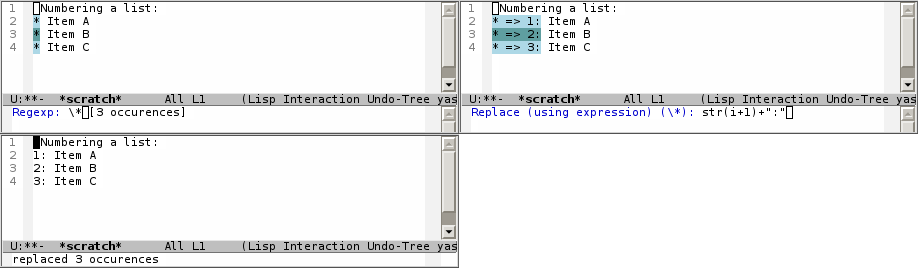 1 Numbering a list:
2 * Item A
3 * Item B
4 * Item C
U:**-  *scratch*      All L1     (Lisp Interaction Undo-Tree yas
Regexp: \* [3 occurences]
1 Numbering a list:
2 * => 1: Item A
3 * => 2: Item B
4 * => 3: Item C
U:**-  *scratch*      All L1     (Lisp Interaction Undo-Tree yas
Replace (using expression) (\*): str(i+1)+":"
1 Numbering a list:
2 1: Item A
3 2: Item B
4 3: Item C
U:**-  *scratch*      All L1     (Lisp Interaction Undo-Tree yas
replaced 3 occurences